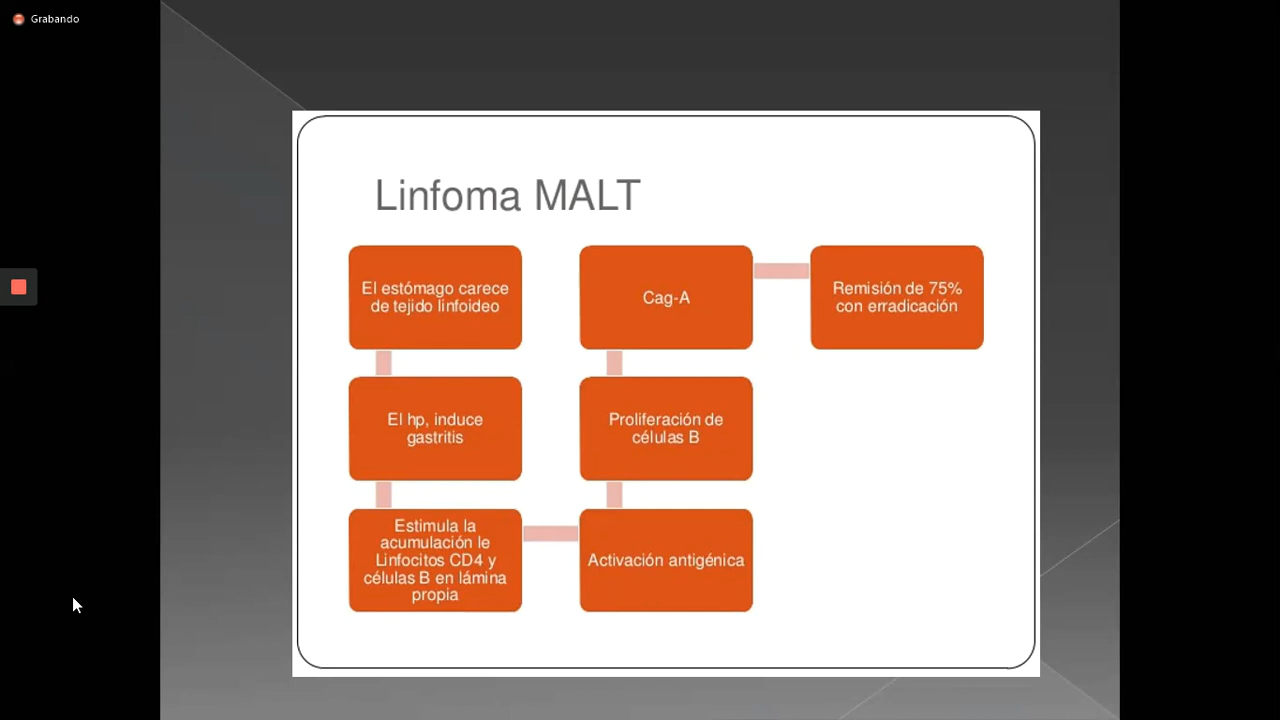 Grabando
Linfoma MALT
El estómago carece
de tejido linfoideo
El hp, induce
gastritis
Estimula la
acumulación le
Linfocitos CD4 y
células B en lámina
propia
Activación antigénica
Proliferación de
células B
Cag-A
Remisión de 75%
con erradicación